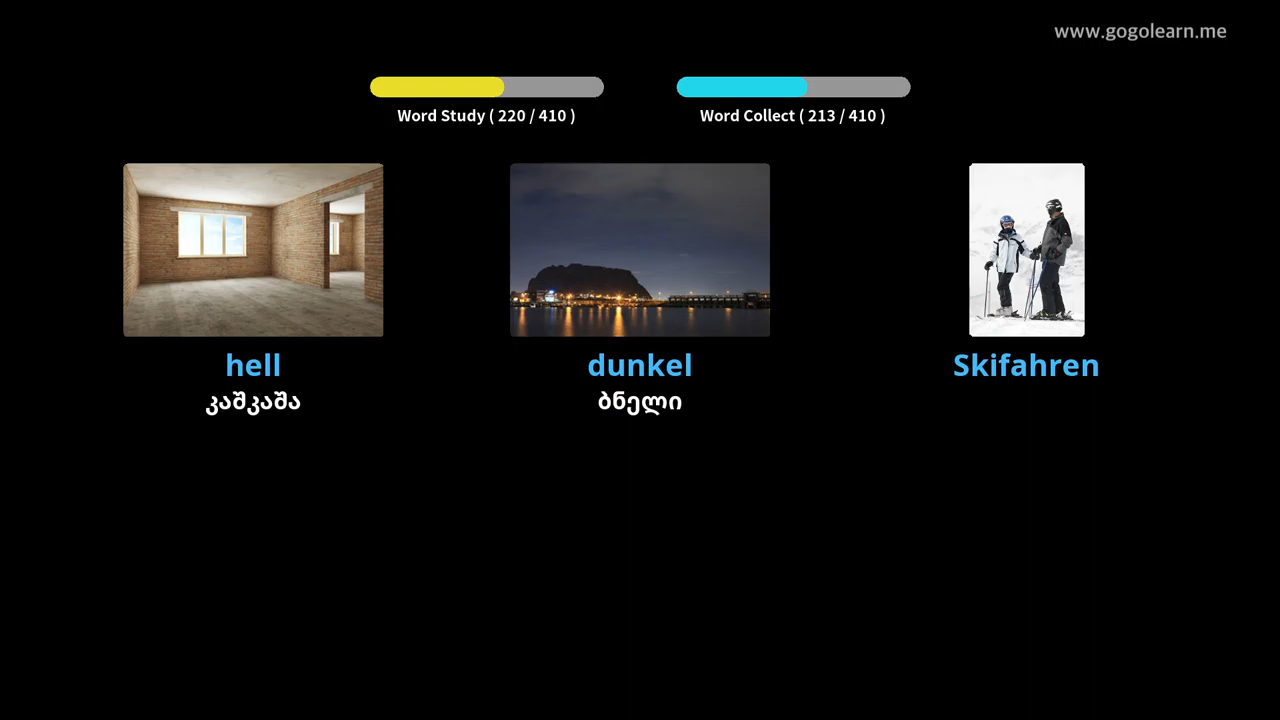 www.gogolearn.me
Word Study ( 220 / 410 )
Word Collect ( 213 / 410 )
hell
dunkel
Skifahren
კაშკაშა
ბნელი